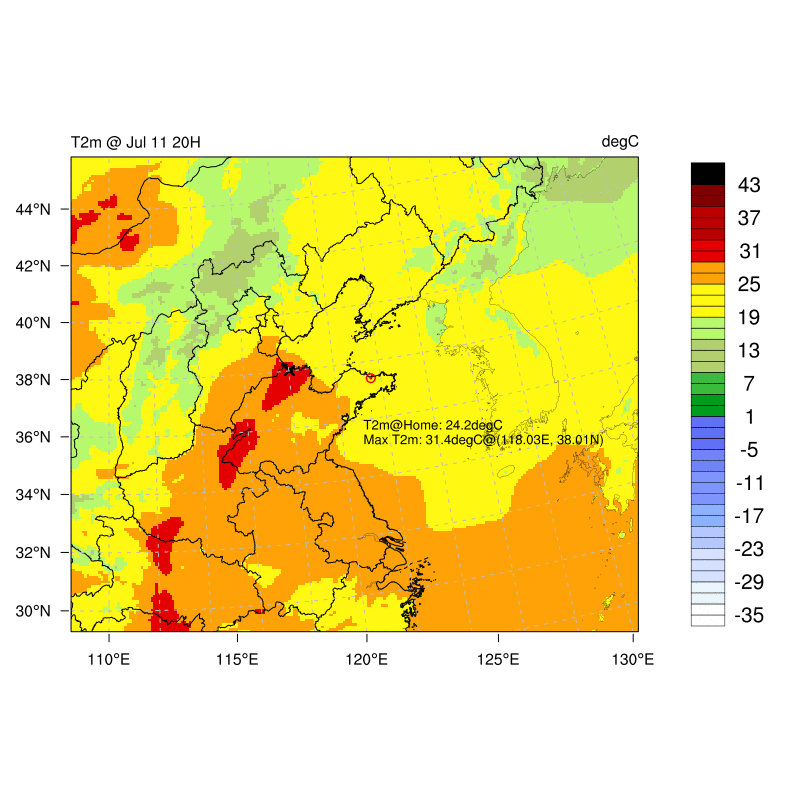 T2m @ Jul 11 20H
degC
43
37
31
25
19
13
7
1
-5
-11
-17
-23
-29
-35
44°N
42°N
40°N
38°N
36°N
34°N
32°N
30°N
T2m@Home: 24.2degC
Max T2m: 31.4degC@(118.03E, 38.01N)
110°E
115°E
120°E
125°E
130°E